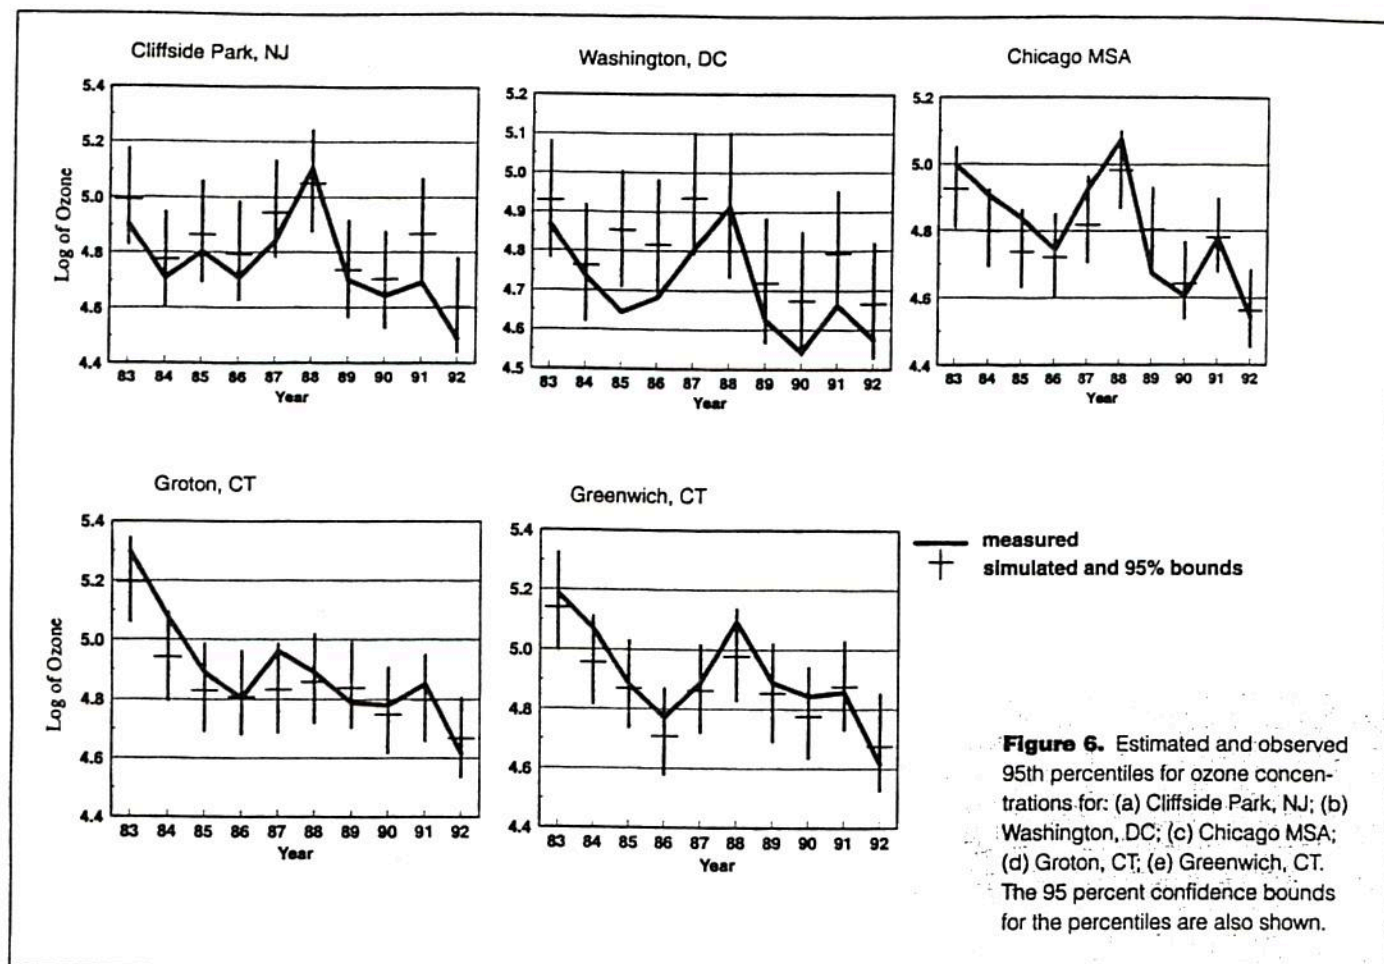 Cliffside Park, NJ
5.4
5.2
5.0
4.8
4.6
4.4
Log of Ozone
83 84 85 86 87 88 89 90 91 92
Year
Washington, DC
5.2
5.1
5.0
4.9
4.8
4.7
4.6
4.5
83 84 85 86 87 88 89 90 91 92
Year
Chicago MSA
5.2
5.0
4.8
4.6
4.4
83 84 85 86 87 88 89 90 91 92
Year
Groton, CT
5.4
5.2
5.0
4.8
4.6
4.4
Log of Ozone
83 84 85 86 87 88 89 90 91 92
Year
Greenwich, CT
5.4
5.2
5.0
4.8
4.6
4.4
83 84 85 86 87 88 89 90 91 92
Year
measured
simulated and 95% bounds
Figure 6. Estimated and observed
95th percentiles for ozone concen-
trations for: (a) Cliffside Park, NJ; (b)
Washington, DC; (c) Chicago MSA;
(d) Groton, CT; (e) Greenwich, CT.
The 95 percent confidence bounds
for the percentiles are also shown.